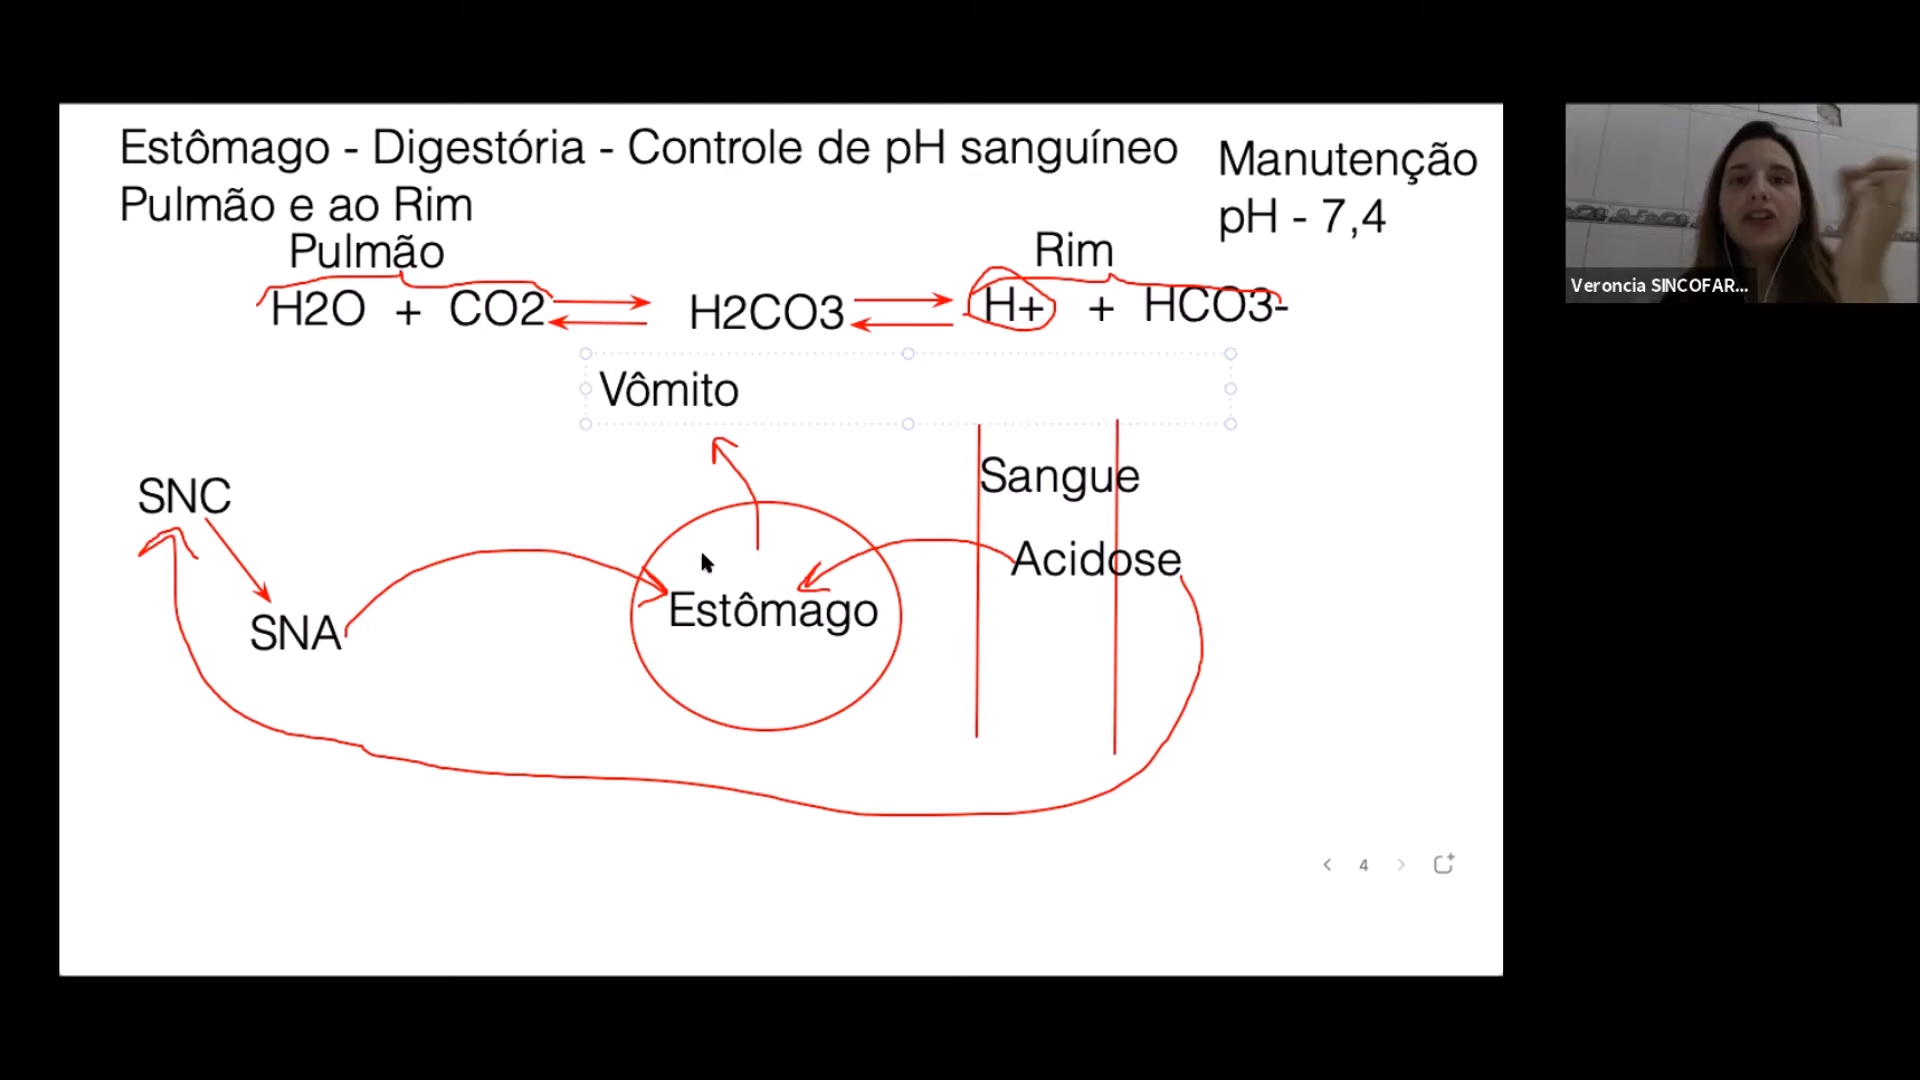 Estômago - Digestória - Controle de pH sanguíneo
Pulmão e ao Rim
Manutenção
pH - 7,4
Pulmão
Rim
H2O + CO2 H2CO3 H+ + HCO3-
Vômito
Sangue
SNC
Acidose
Estômago
SNA
4
Veroncia SINCOFAR...